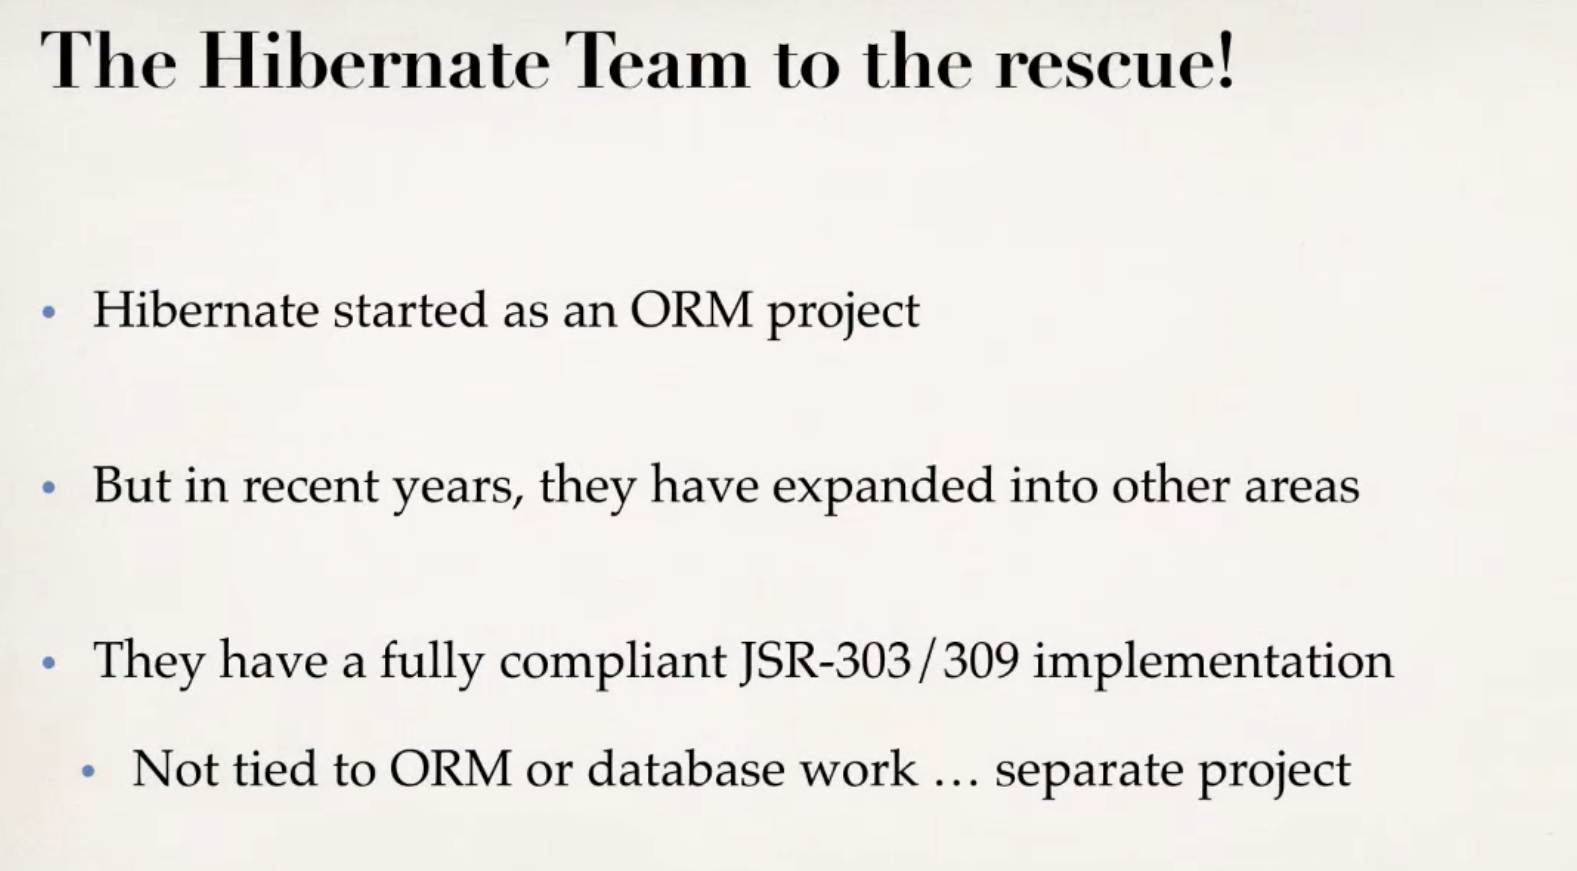 The Hibernate Team to the rescue!
• Hibernate started as an ORM project
• But in recent years, they have expanded into other areas
• They have a fully compliant JSR-303/309 implementation
• Not tied to ORM or database work … separate project